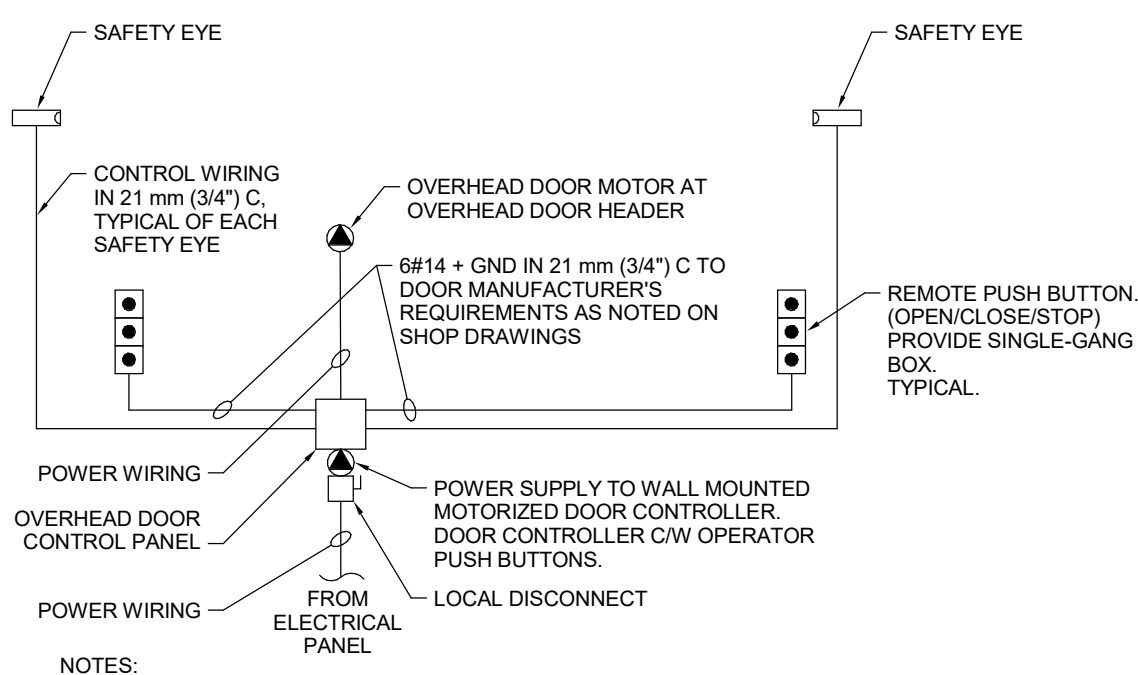 SAFETY EYE
SAFETY EYE
CONTROL WIRING
IN 21 mm (3/4") C,
TYPICAL OF EACH
SAFETY EYE
OVERHEAD DOOR MOTOR AT
OVERHEAD DOOR HEADER
6#14 + GND IN 21 mm (3/4") C TO
DOOR MANUFACTURER'S
REQUIREMENTS AS NOTED ON
SHOP DRAWINGS
REMOTE PUSH BUTTON.
(OPEN/CLOSE/STOP)
PROVIDE SINGLE-GANG
BOX.
TYPICAL.
POWER WIRING
OVERHEAD DOOR
CONTROL PANEL
POWER SUPPLY TO WALL MOUNTED
MOTORIZED DOOR CONTROLLER.
DOOR CONTROLLER C/W OPERATOR
PUSH BUTTONS.
POWER WIRING
FROM
ELECTRICAL
PANEL
LOCAL DISCONNECT
NOTES: